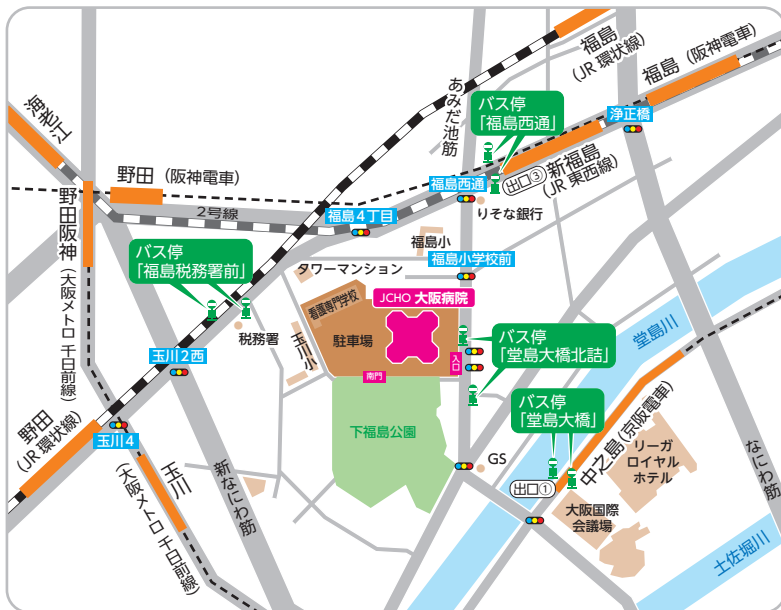 福島
(JR 環状線)
福島 (阪神電車)
あみだ池筋
バス停
「福島西通」
浄正橋
海老江
野田 (阪神電車)
野田阪神
(大阪メトロ 千日前線)
2号線
福島4丁目
福島西通
出口③
新福島
(JR 東西線)
りそな銀行
福島小
福島小学校前
バス停
「福島税務署前」
タワーマンション
看護専門学校
JCHO 大阪病院
税務署
玉川小
駐車場
入口
南門
バス停
「堂島大橋北詰」
堂島川
玉川2西
下福島公園
バス停
「堂島大橋」
中之島 (京阪電車)
野田
(JR 環状線)
玉川4
玉川
(大阪メトロ 千日前線)
新なにわ筋
GS
出口①
リーガ
ロイヤル
ホテル
大阪国際
会議場
なにわ筋
土佐堀川